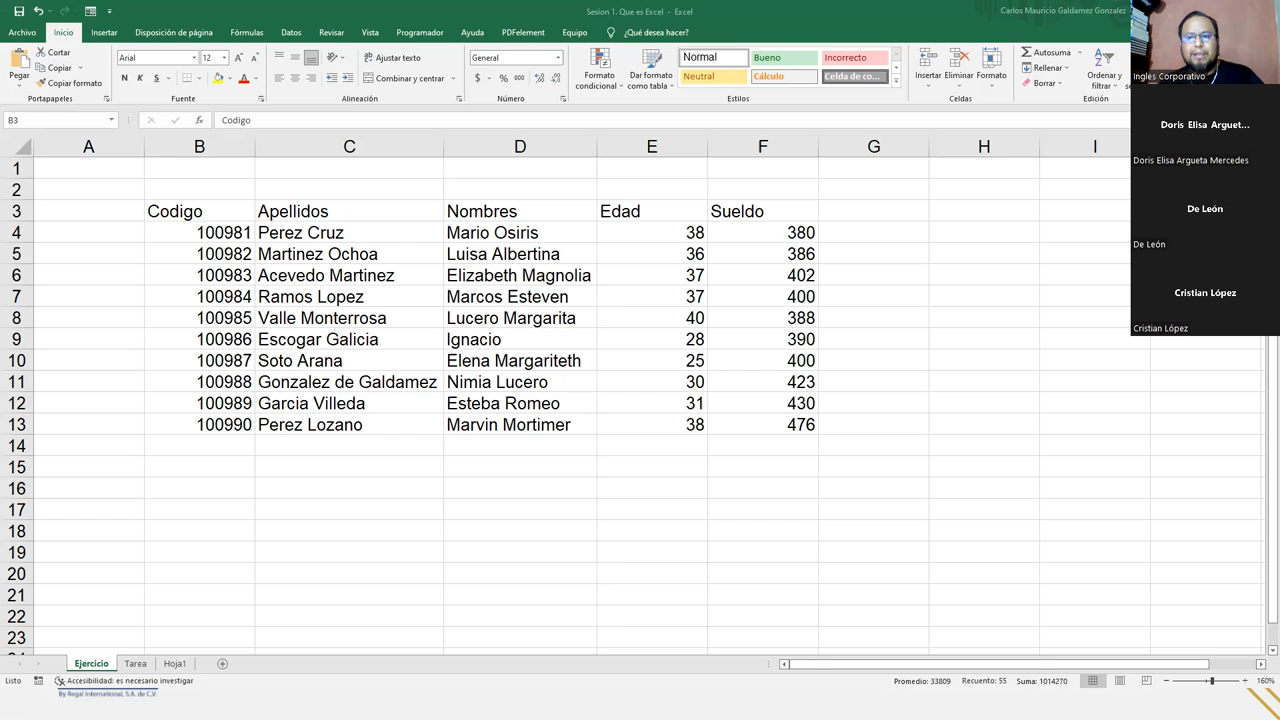 Sesion 1. Que es Excel - Excel
Carlos Mauricio Galdamez Gonzalez
Archivo Inicio Insertar Disposición de página Fórmulas Datos Revisar Vista Programador Ayuda PDFelement Equipo ¿Qué desea hacer?
Pegar
Cortar
Copiar
Copiar formato
Portapapeles
Arial 12
N K S
Fuente
Ajustar texto
Combinar y centrar
Alineación
General
$ % 000
Número
Formato condicional
Dar formato como tabla
Normal Bueno Incorrecto
Neutral Cálculo Celda de co...
Estilos
Insertar Eliminar Formato
Celdas
Autosuma
Rellenar
Borrar
Ordenar y filtrar
Edición
Ingles Corporativo
B3 fx Codigo
A B C D E F G H I
1
2
3 Codigo Apellidos Nombres Edad Sueldo
4 100981 Perez Cruz Mario Osiris 38 380
5 100982 Martinez Ochoa Luisa Albertina 36 386
6 100983 Acevedo Martinez Elizabeth Magnolia 37 402
7 100984 Ramos Lopez Marcos Esteven 37 400
8 100985 Valle Monterrosa Lucero Margarita 40 388
9 100986 Escogar Galicia Ignacio 28 390
10 100987 Soto Arana Elena Margariteth 25 400
11 100988 Gonzalez de Galdamez Nimia Lucero 30 423
12 100989 Garcia Villeda Esteba Romeo 31 430
13 100990 Perez Lozano Marvin Mortimer 38 476
14
15
16
17
18
19
20
21
22
23
Doris Elisa Arguet...
Doris Elisa Argueta Mercedes
De León
De León
Cristian López
Cristian López
Ejercicio Tarea Hoja1
Listo Accesibilidad: es necesario investigar Promedio: 33809 Recuento: 55 Suma: 1014270 160%
By Regal International, S.A. de C.V.